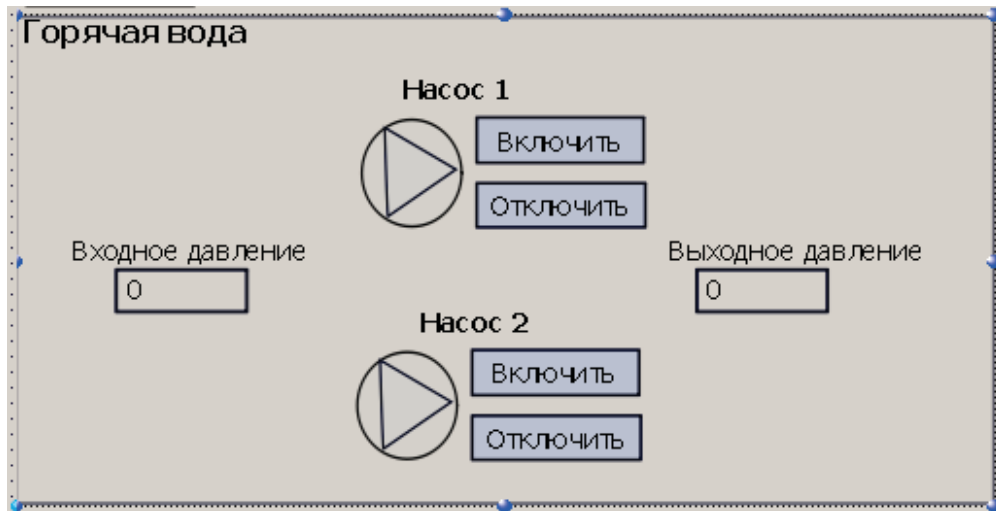 Горячая вода
Насос 1
Включить
Отключить
Входное давление
0
Выходное давление
0
Насос 2
Включить
Отключить